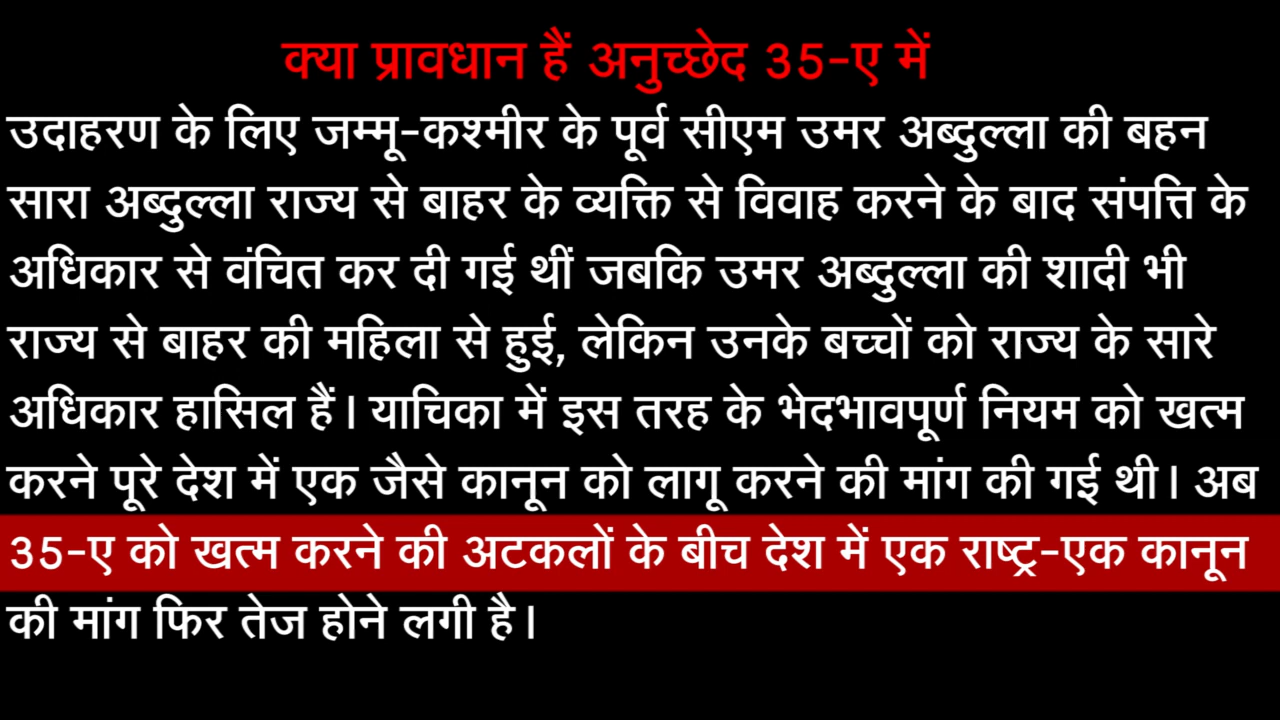 क्या प्रावधान हैं अनुच्छेद 35-ए में
उदाहरण के लिए जम्मू-कश्मीर के पूर्व सीएम उमर अब्दुल्ला की बहन
सारा अब्दुल्ला राज्य से बाहर के व्यक्ति से विवाह करने के बाद संपत्ति के
अधिकार से वंचित कर दी गई थीं जबकि उमर अब्दुल्ला की शादी भी
राज्य से बाहर की महिला से हुई, लेकिन उनके बच्चों को राज्य के सारे
अधिकार हासिल हैं। याचिका में इस तरह के भेदभावपूर्ण नियम को खत्म
करने पूरे देश में एक जैसे कानून को लागू करने की मांग की गई थी। अब
35-ए को खत्म करने की अटकलों के बीच देश में एक राष्ट्र-एक कानून
की मांग फिर तेज होने लगी है।